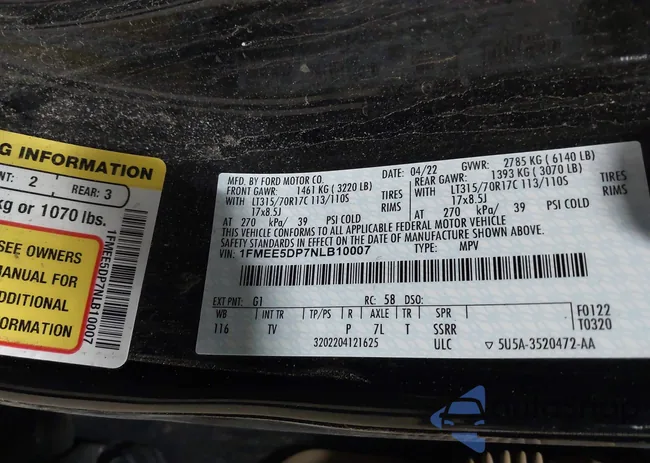 G INFORMATION
NT: 2 REAR: 3
kg or 1070 lbs.
SEE OWNERS
MANUAL FOR
ADDITIONAL
INFORMATION
1FMEE5DP7NLB10007
MFD. BY FORD MOTOR CO. 04/22 GVWR: 2785 KG ( 6140 LB)
FRONT GAWR: 1461 KG ( 3220 LB) REAR GAWR: 1393 KG ( 3070 LB)
WITH LT315/70R17C 113/110S TIRES WITH LT315/70R17C 113/110S TIRES
17x8.5J RIMS 17x8.5J RIMS
AT 270 kPa/ 39 PSI COLD AT 270 kPa/ 39 PSI COLD
THIS VEHICLE CONFORMS TO ALL APPLICABLE FEDERAL MOTOR VEHICLE
SAFETY STANDARDS IN EFFECT ON THE DATE OF MANUFACTURE SHOWN ABOVE.
VIN: 1FMEE5DP7NLB10007 TYPE: MPV
EXT PNT: G1 RC: 5B DSO: F0122
WB INT TR TP/PS R AXLE TR SPR T0320
116 TV P 7L T SSRR
3202204121625 ULC ▽ 5U5A-3520472-AA